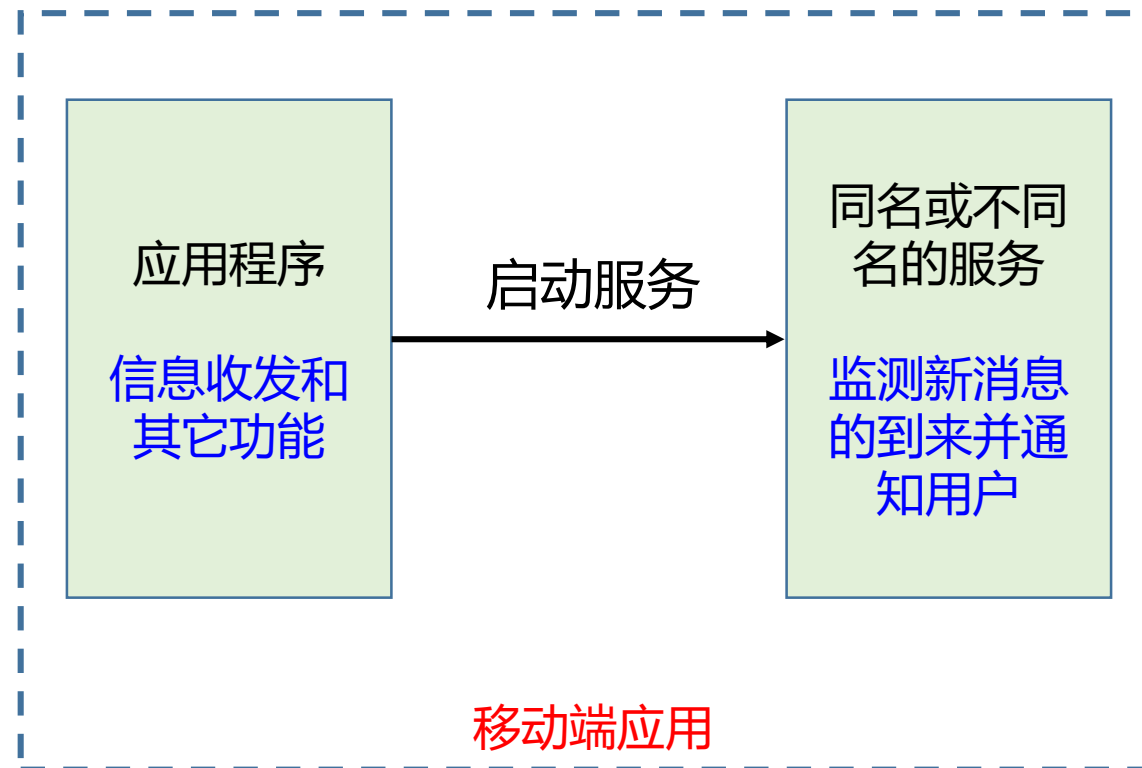 应用程序
信息收发和
其它功能
启动服务
同名或不同
名的服务
监测新消息
的到来并通
知用户
移动端应用